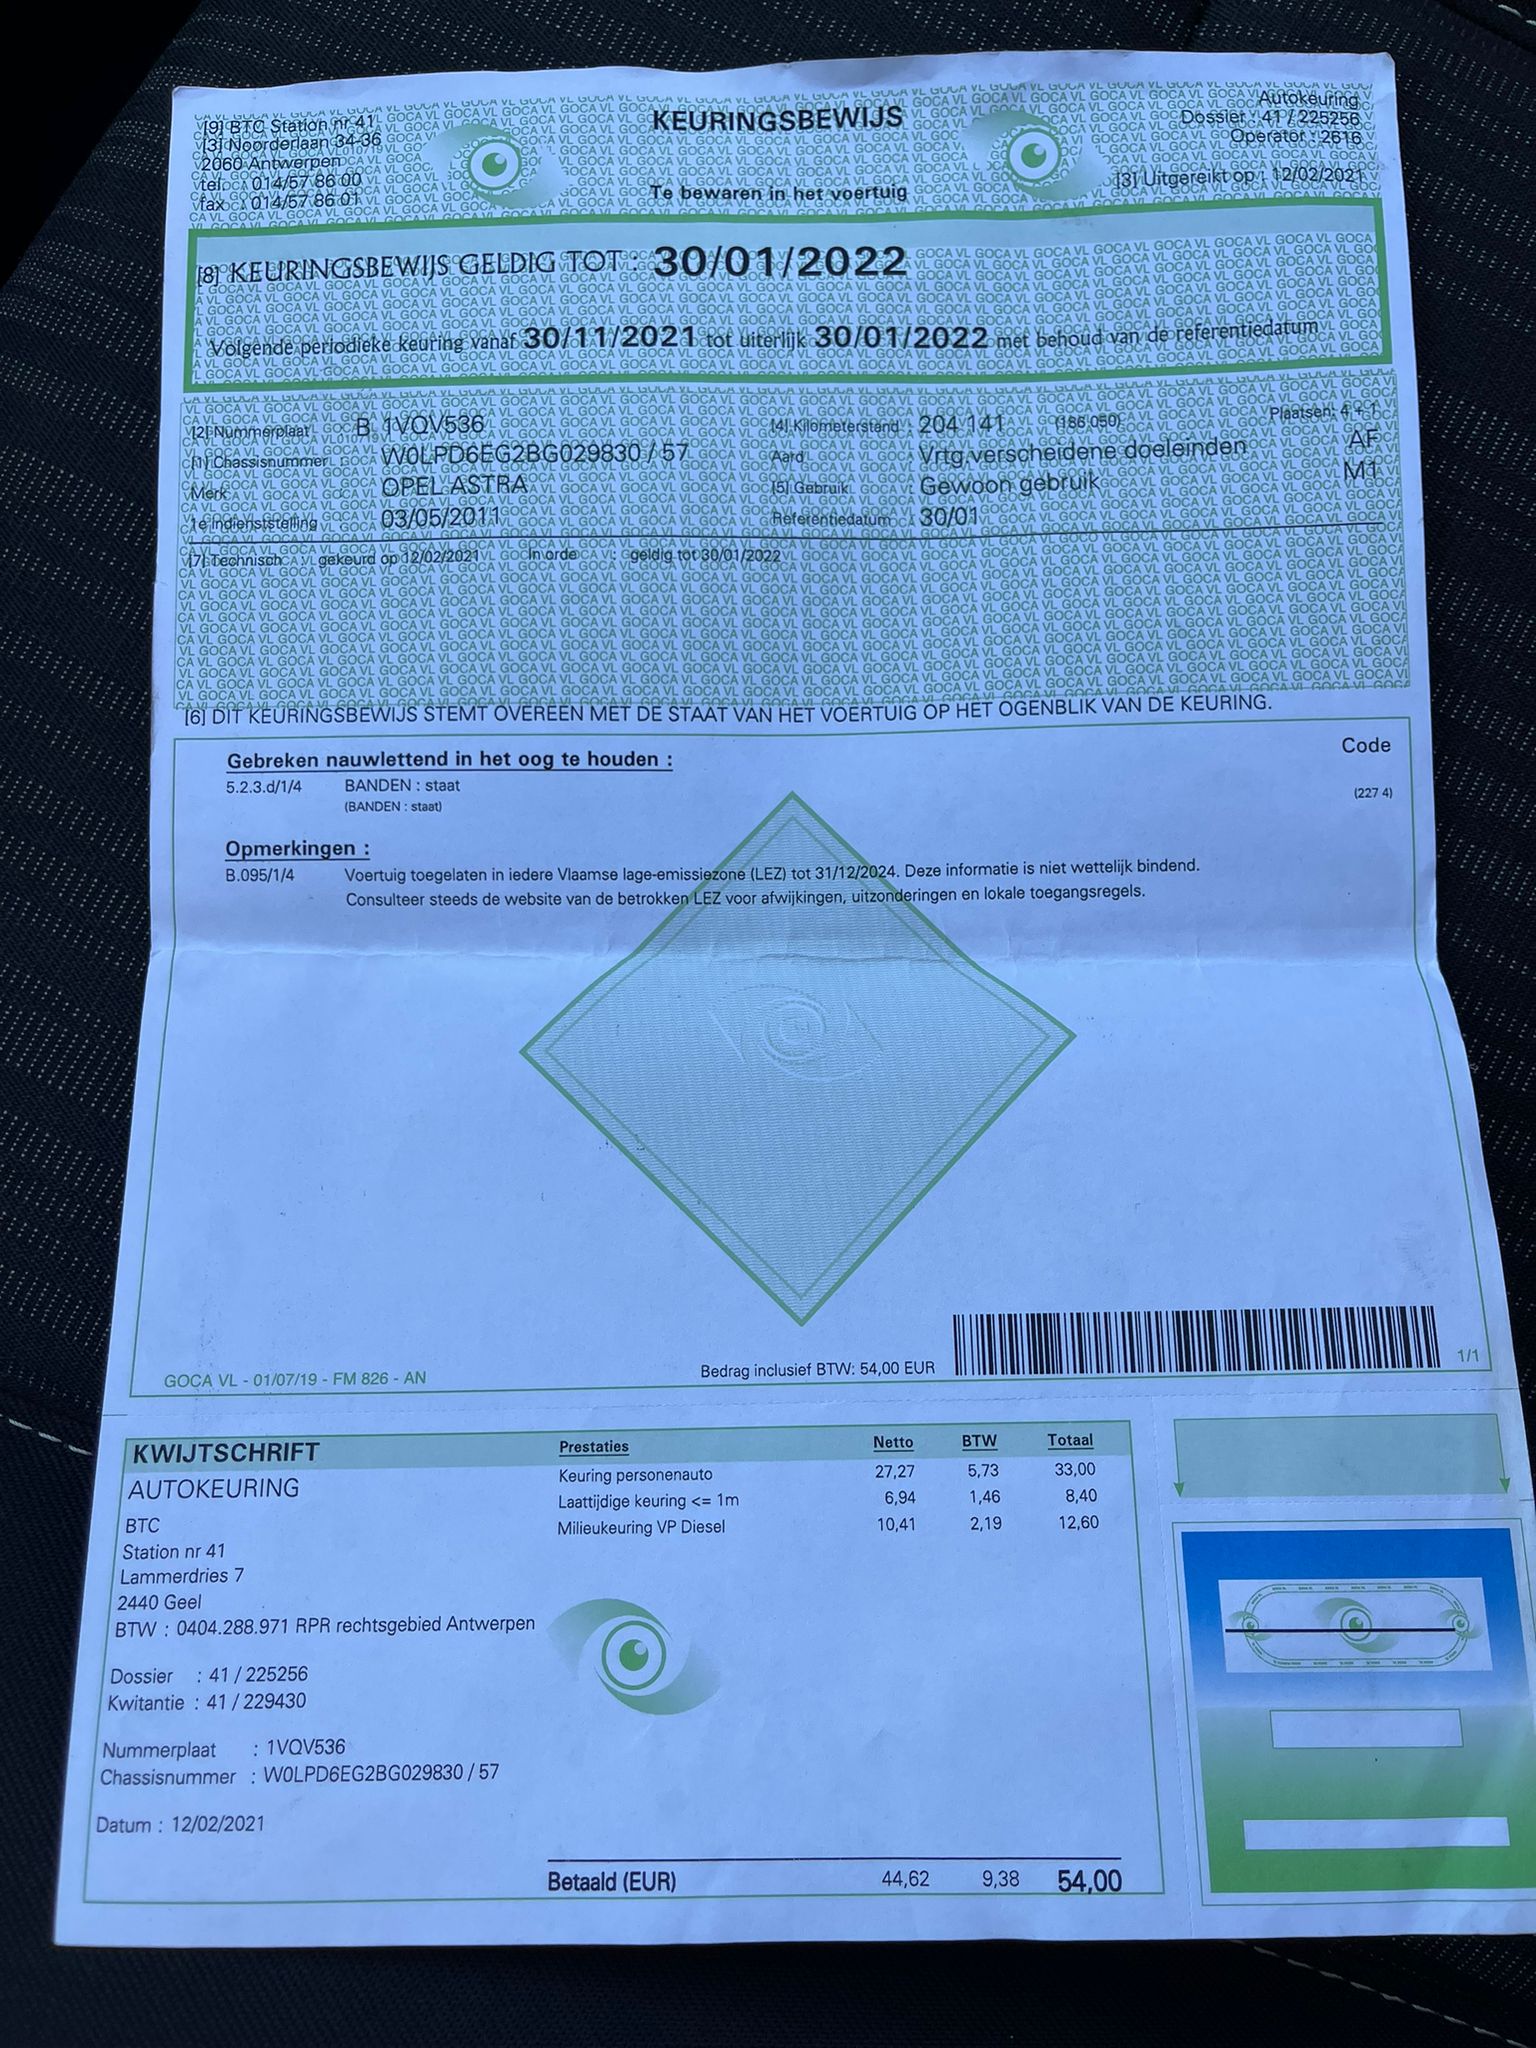 [9] BTC Station nr 41
[3] Noorderlaan 34-36
2060 Antwerpen
tel. : 014/57 86 00
fax : 014/57 86 01
KEURINGSBEWIJS
Te bewaren in het voertuig
Autokeuring
Dossier : 41 / 225256
Operator : 2616
[3] Uitgereikt op : 12/02/2021
[8] KEURINGSBEWIJS GELDIG TOT : 30/01/2022
Volgende periodieke keuring vanaf 30/11/2021 tot uiterlijk 30/01/2022 met behoud van de referentiedatum
[2] Nummerplaat : B 1VQV536
[1] Chassisnummer : W0LPD6EG2BG029830 / 57
Merk : OPEL ASTRA
1e Indienststelling : 03/05/2011
[4] Kilometerstand : 204 141 (186 050)
Aard : Vrtg.verscheidene doeleinden
[5] Gebruik : Gewoon gebruik
Referentiedatum : 30/01
Plaatsen: 4 + 1
AF
M1
[7] Technisch gekeurd op 12/02/2021 In orde : geldig tot 30/01/2022
[6] DIT KEURINGSBEWIJS STEMT OVEREEN MET DE STAAT VAN HET VOERTUIG OP HET OGENBLIK VAN DE KEURING.
Gebreken nauwlettend in het oog te houden : Code
5.2.3.d/1/4 BANDEN : staat
(BANDEN : staat) (227 4)
Opmerkingen :
B.095/1/4 Voertuig toegelaten in iedere Vlaamse lage-emissiezone (LEZ) tot 31/12/2024. Deze informatie is niet wettelijk bindend.
Consulteer steeds de website van de betrokken LEZ voor afwijkingen, uitzonderingen en lokale toegangsregels.
GOCA VL - 01/07/19 - FM 826 - AN
Bedrag inclusief BTW: 54,00 EUR
1/1
KWIJTSCHRIFT
AUTOKEURING
BTC
Station nr 41
Lammerdries 7
2440 Geel
BTW : 0404.288.971 RPR rechtsgebied Antwerpen
Dossier : 41 / 225256
Kwitantie : 41 / 229430
Nummerplaat : 1VQV536
Chassisnummer : W0LPD6EG2BG029830 / 57
Datum : 12/02/2021
Prestaties Netto BTW Totaal
Keuring personenauto 27,27 5,73 33,00
Laattijdige keuring <= 1m 6,94 1,46 8,40
Milieukeuring VP Diesel 10,41 2,19 12,60
Betaald (EUR) 44,62 9,38 54,00